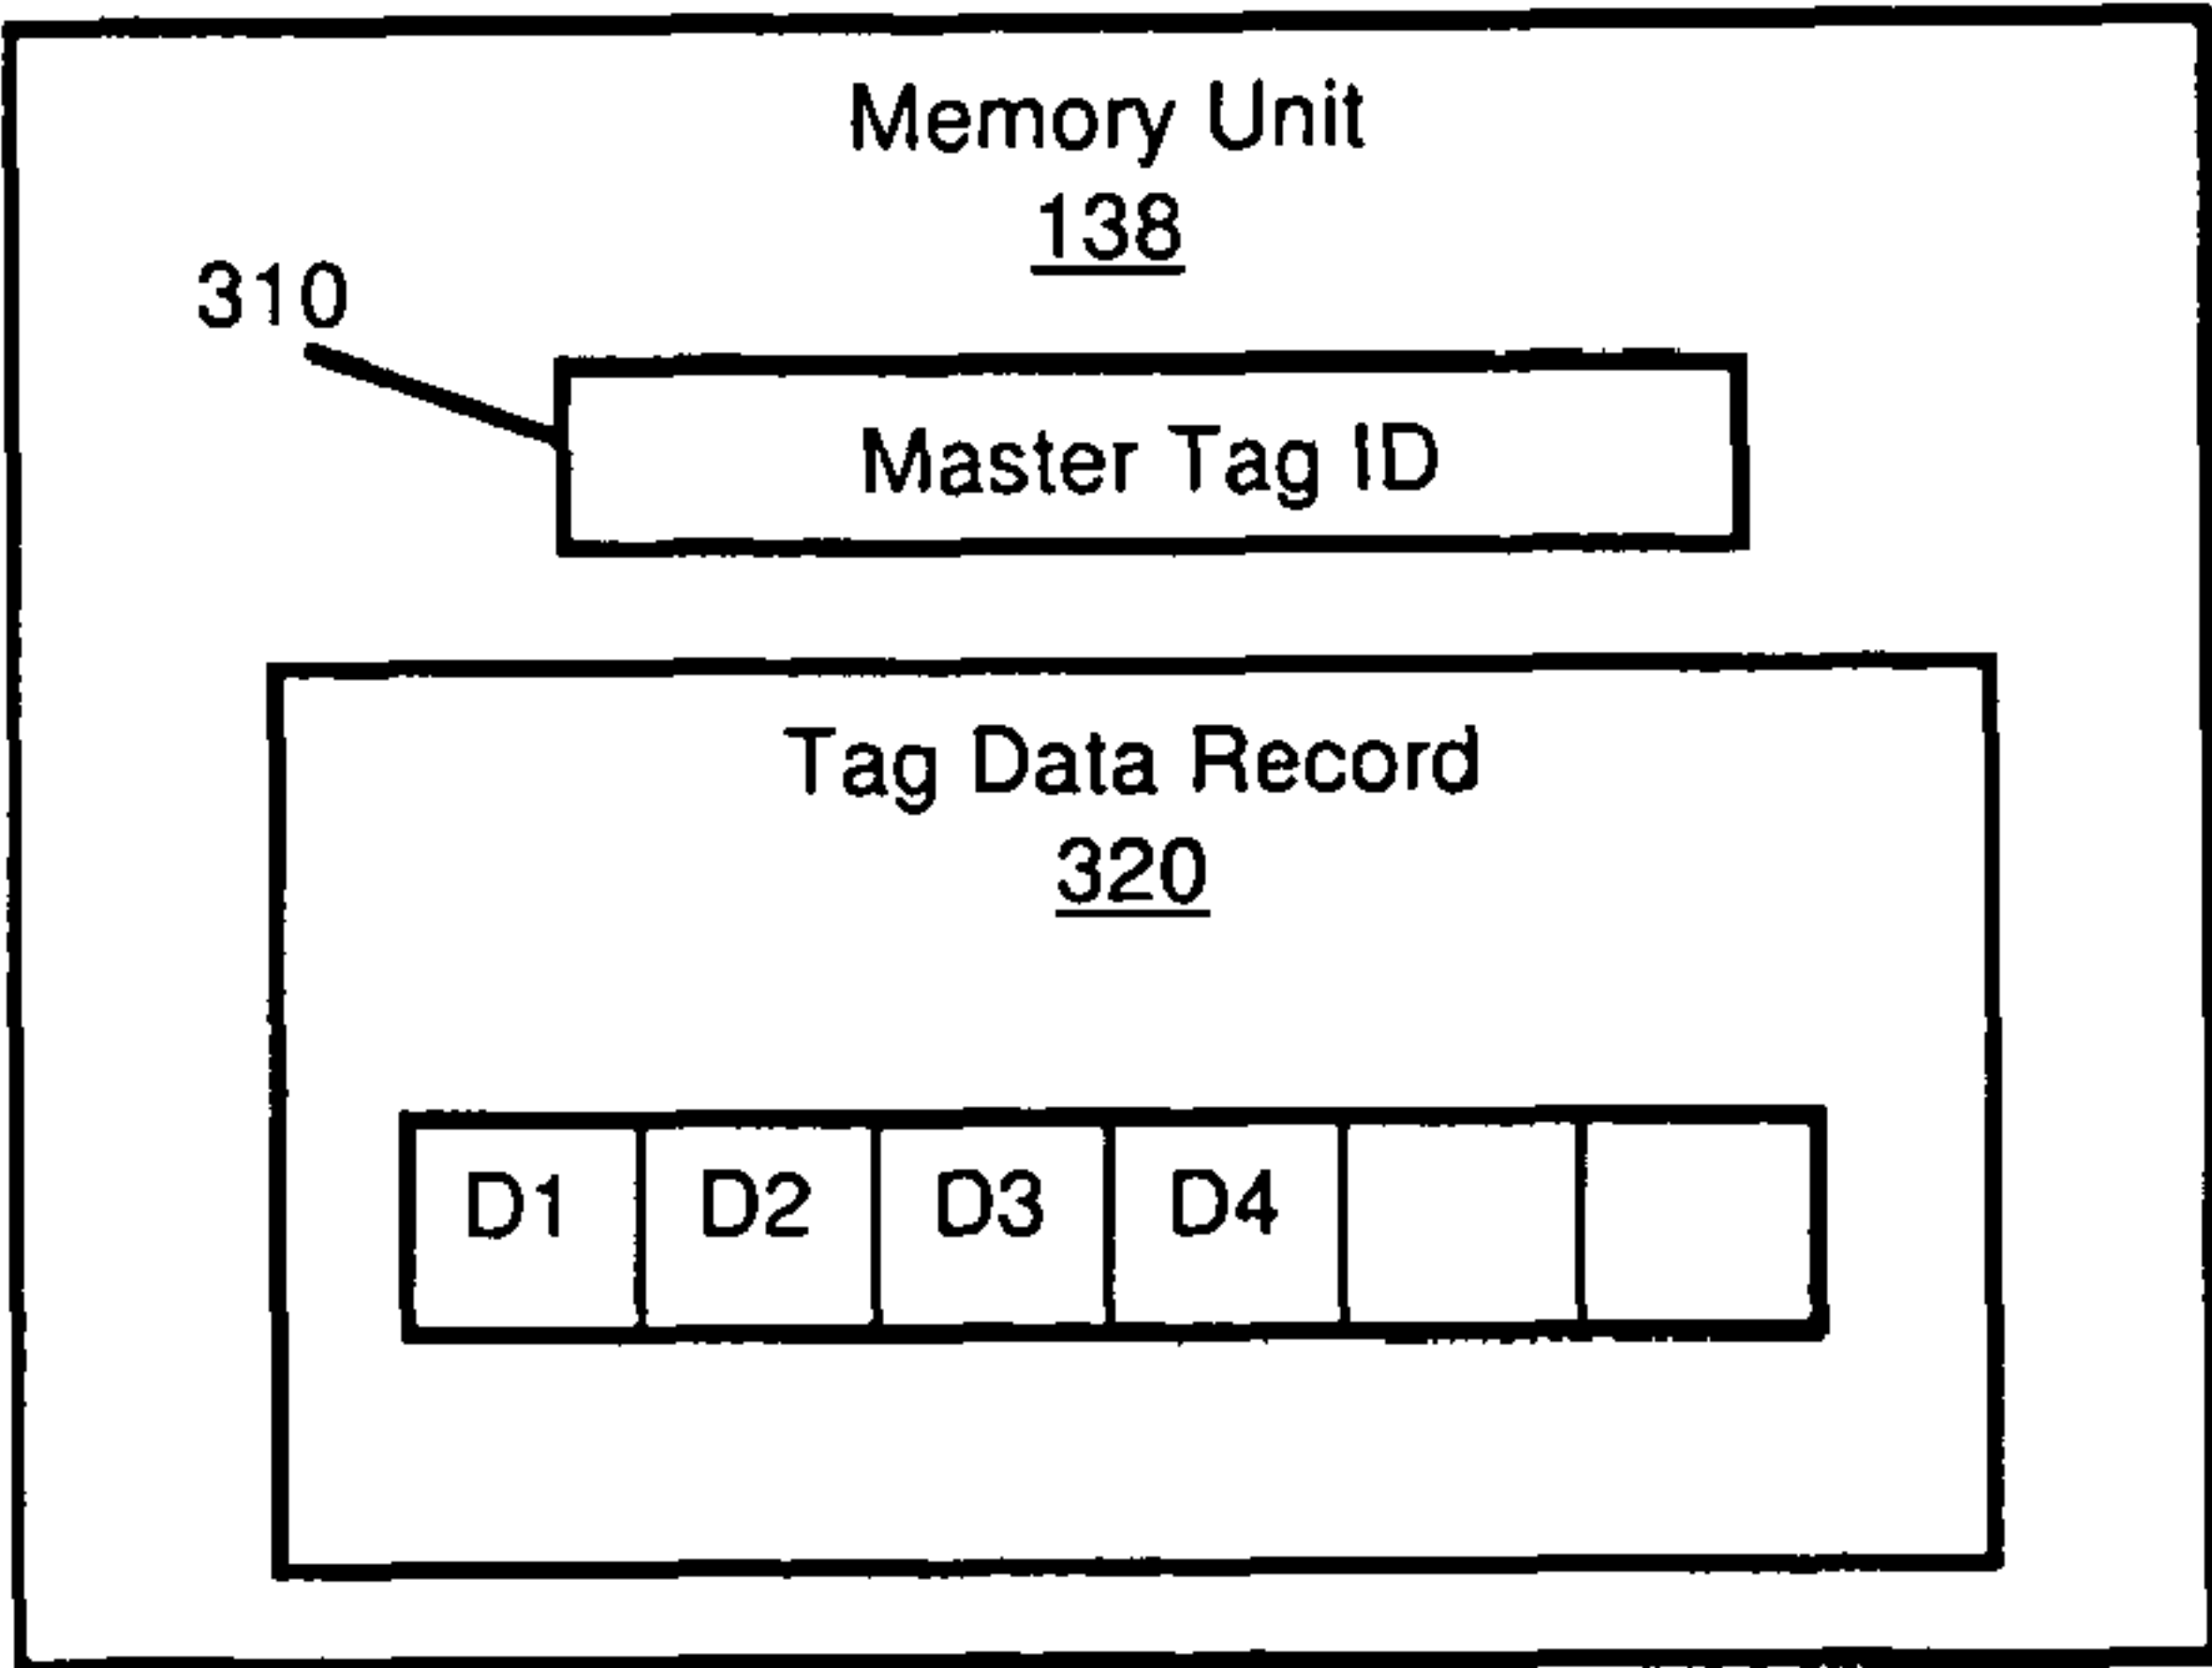 Memory Unit
138
310
Master Tag ID
Tag Data Record
320
D1 D2 D3 D4